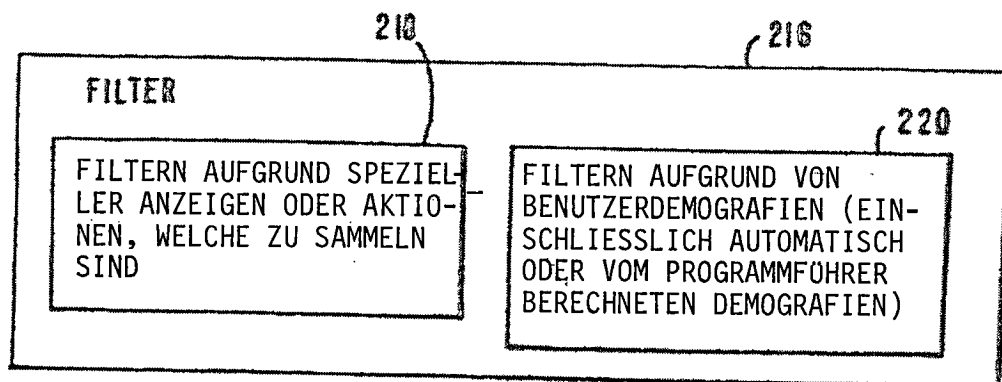 210
216
FILTER
220
FILTERN AUFGRUND SPEZIEL-
LER ANZEIGEN ODER AKTIO-
NEN, WELCHE ZU SAMMELN
SIND
FILTERN AUFGRUND VON
BENUTZERDEMOGRAFIEN (EIN-
SCHLIESSLICH AUTOMATISCH
ODER VOM PROGRAMMFÜHRER
BERECHNETEN DEMOGRAFIEN)